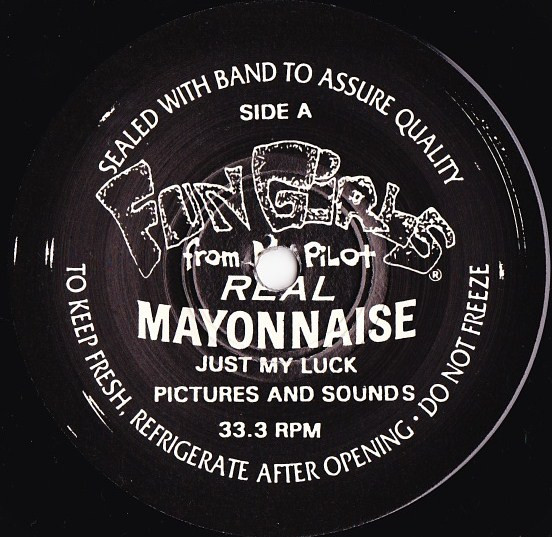 SEALED WITH BAND TO ASSURE QUALITY
SIDE A
FUN GIRLS
from PiLot
®
REAL
MAYONNAISE
JUST MY LUCK
PICTURES AND SOUNDS
33.3 RPM
TO KEEP FRESH, REFRIGERATE AFTER OPENING · DO NOT FREEZE